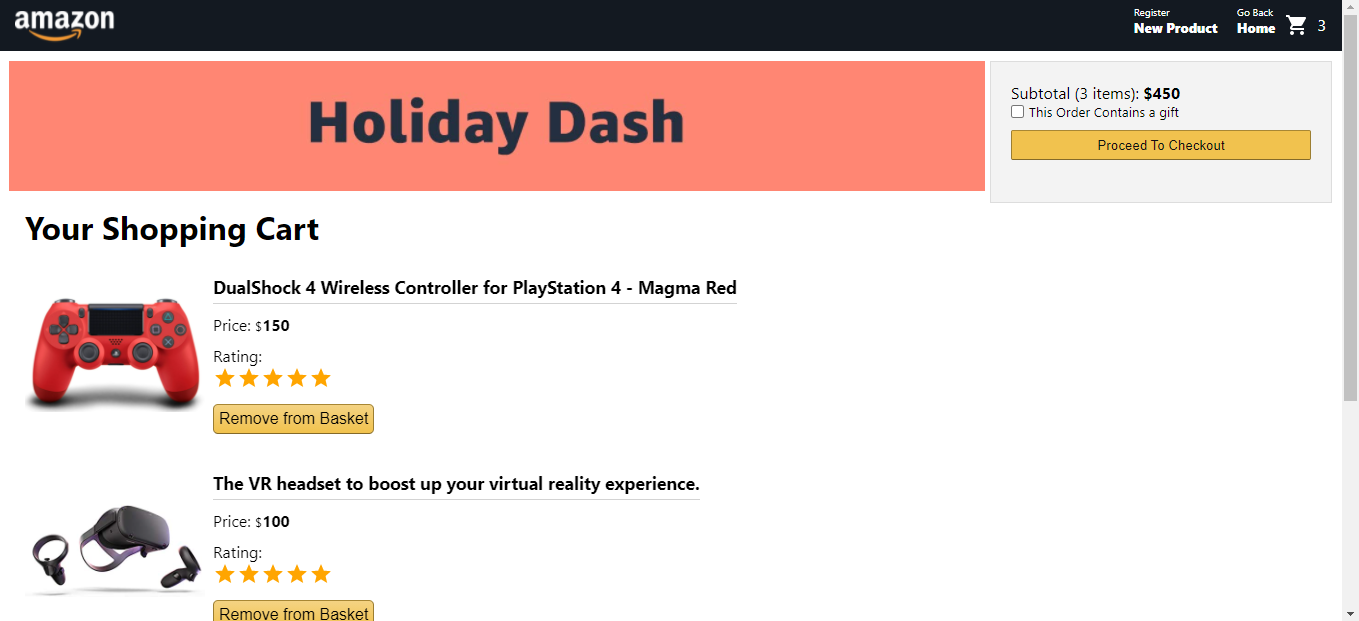 amazon
Register
New Product
Go Back
Home
3
Holiday Dash
Subtotal (3 items): $450
This Order Contains a gift
Proceed To Checkout
Your Shopping Cart
DualShock 4 Wireless Controller for PlayStation 4 - Magma Red
Price: $150
Rating:
Remove from Basket
The VR headset to boost up your virtual reality experience.
Price: $100
Rating:
Remove from Basket